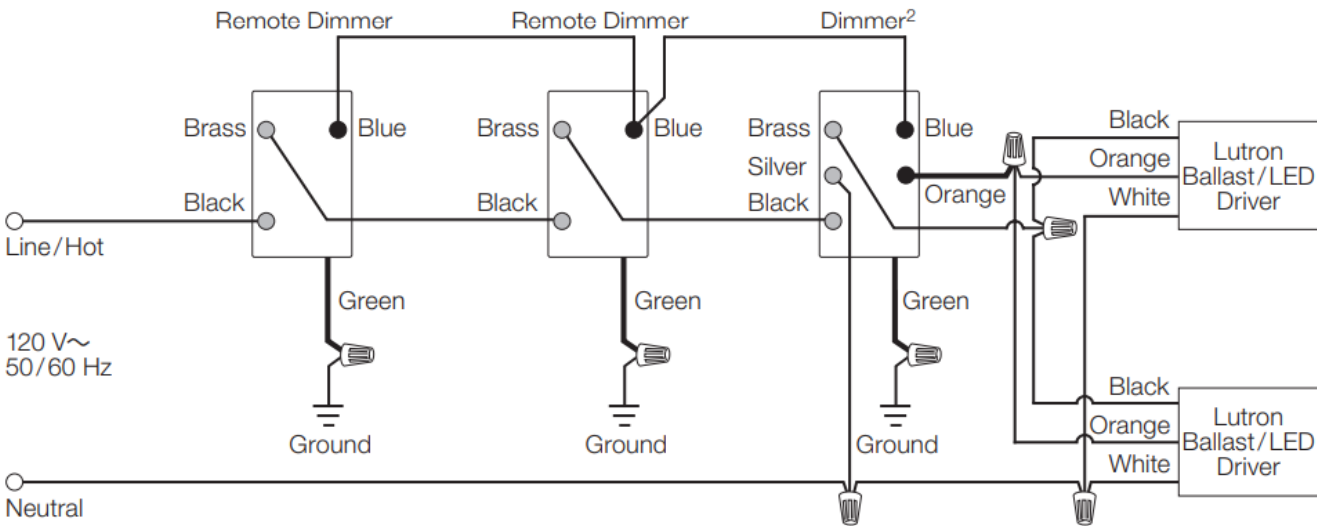 Remote Dimmer
Remote Dimmer
Dimmer²
Brass
Blue
Brass
Blue
Brass
Blue
Black
Orange
White
Lutron
Ballast/LED
Driver
Silver
Orange
Black
Black
Black
Line/Hot
Green
Green
Green
120 V~
50/60 Hz
Ground
Ground
Ground
Black
Orange
White
Lutron
Ballast/LED
Driver
Neutral